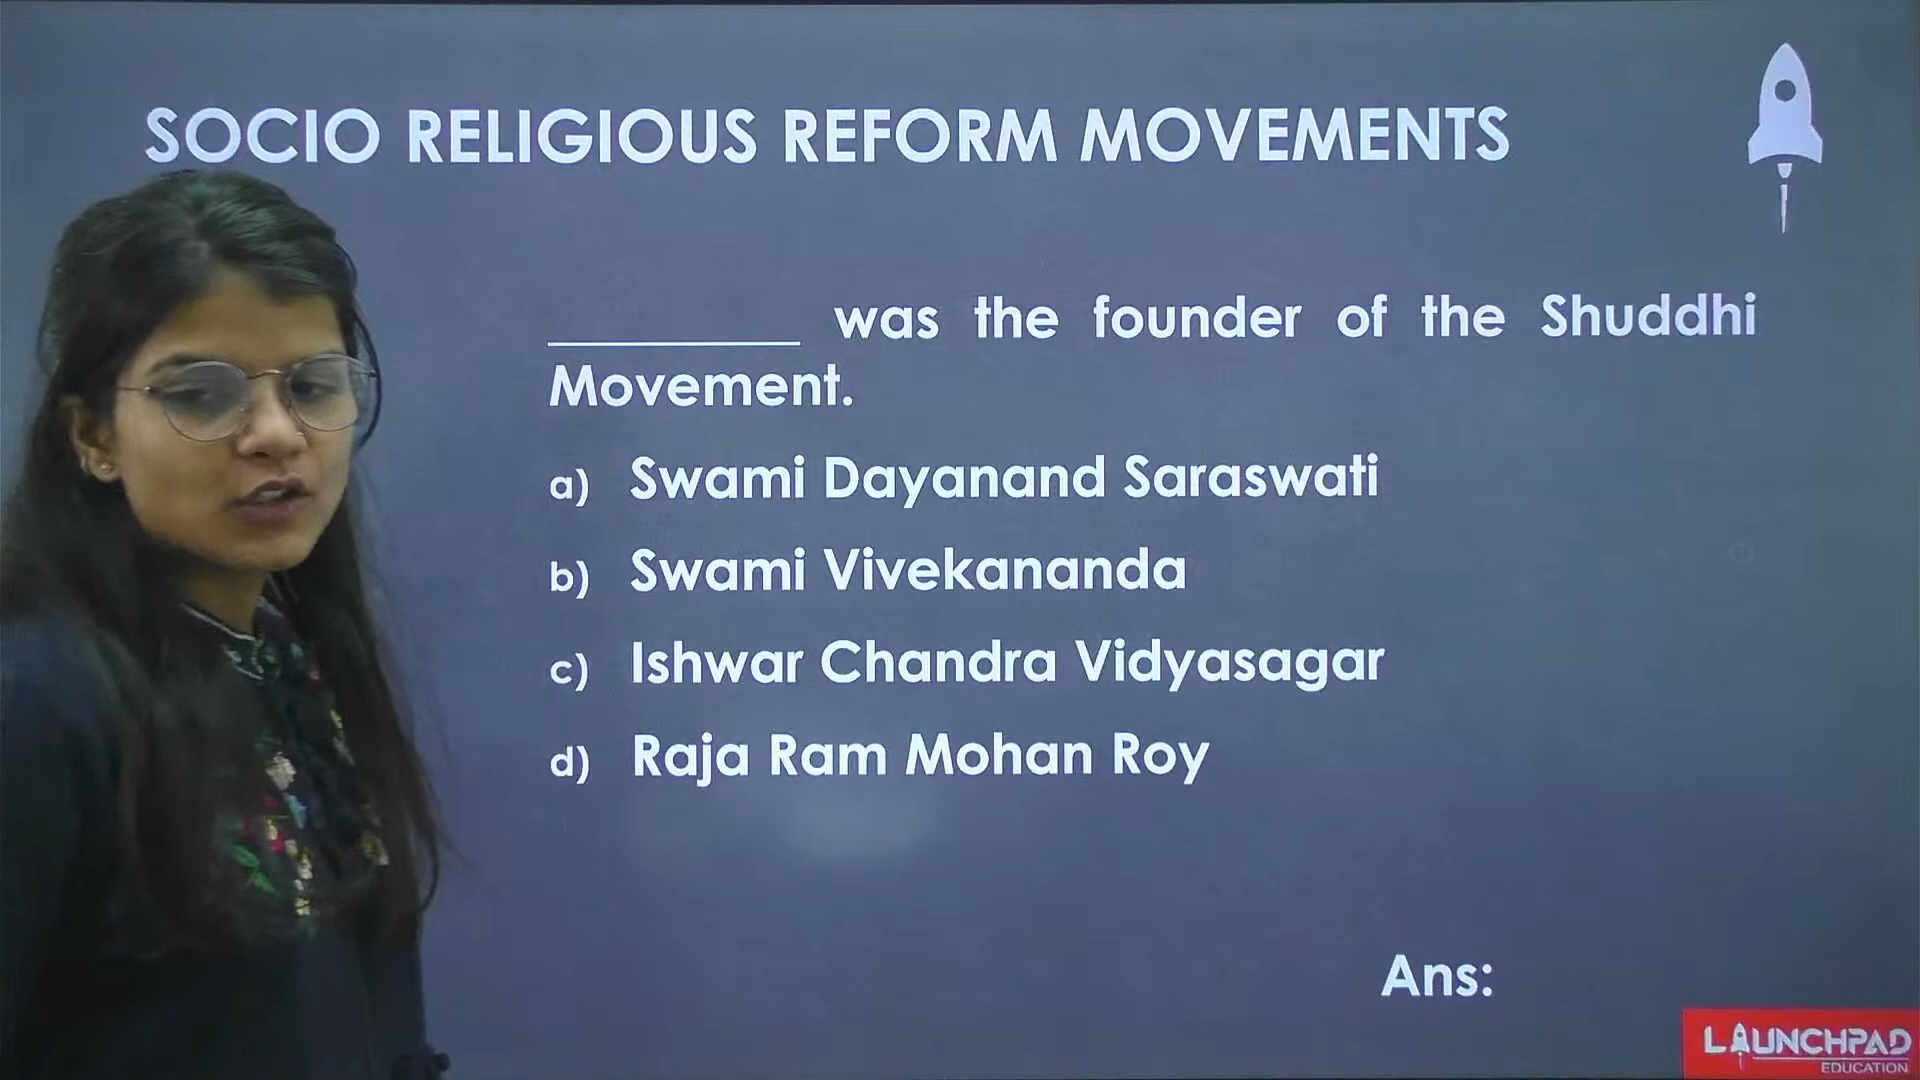 SOCIO RELIGIOUS REFORM MOVEMENTS
__________ was the founder of the Shuddhi
Movement.
a) Swami Dayanand Saraswati
b) Swami Vivekananda
c) Ishwar Chandra Vidyasagar
d) Raja Ram Mohan Roy
Ans:
LAUNCHPAD
EDUCATION